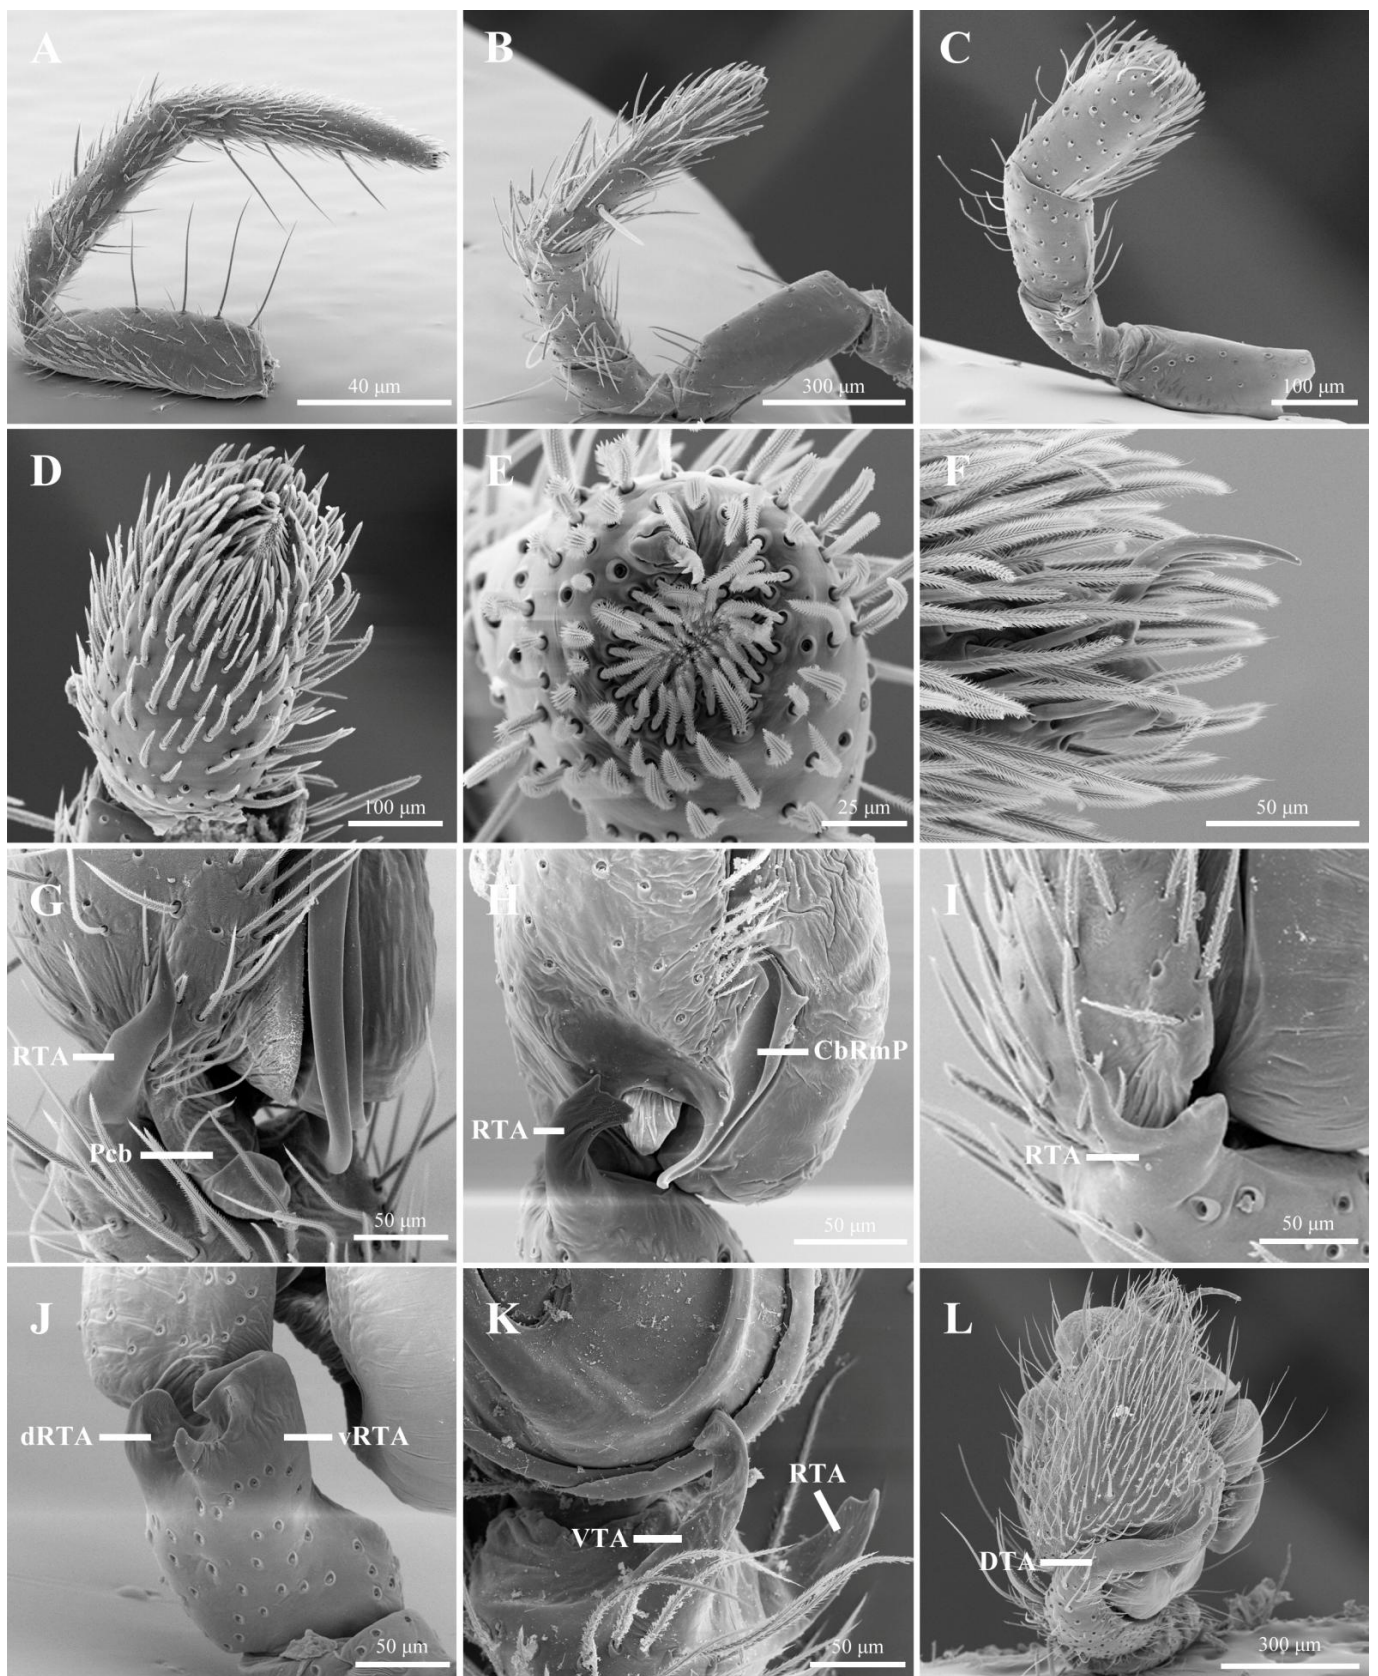 A
B
C
40 μm
300 μm
100 μm
D
E
F
100 μm
25 μm
50 μm
G
H
I
RTA
CbRmP
RTA
RTA
Pcb
50 μm
50 μm
50 μm
J
K
L
dRTA
vRTA
RTA
VTA
DTA
50 μm
50 μm
300 μm